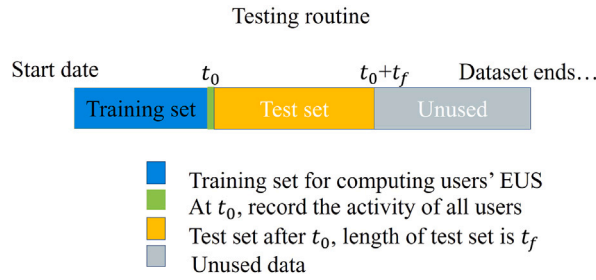 Testing routine
Start date t₀ t₀+t_f Dataset ends…
Training set Test set Unused
Training set for computing users' EUS
At t₀, record the activity of all users
Test set after t₀, length of test set is t_f
Unused data